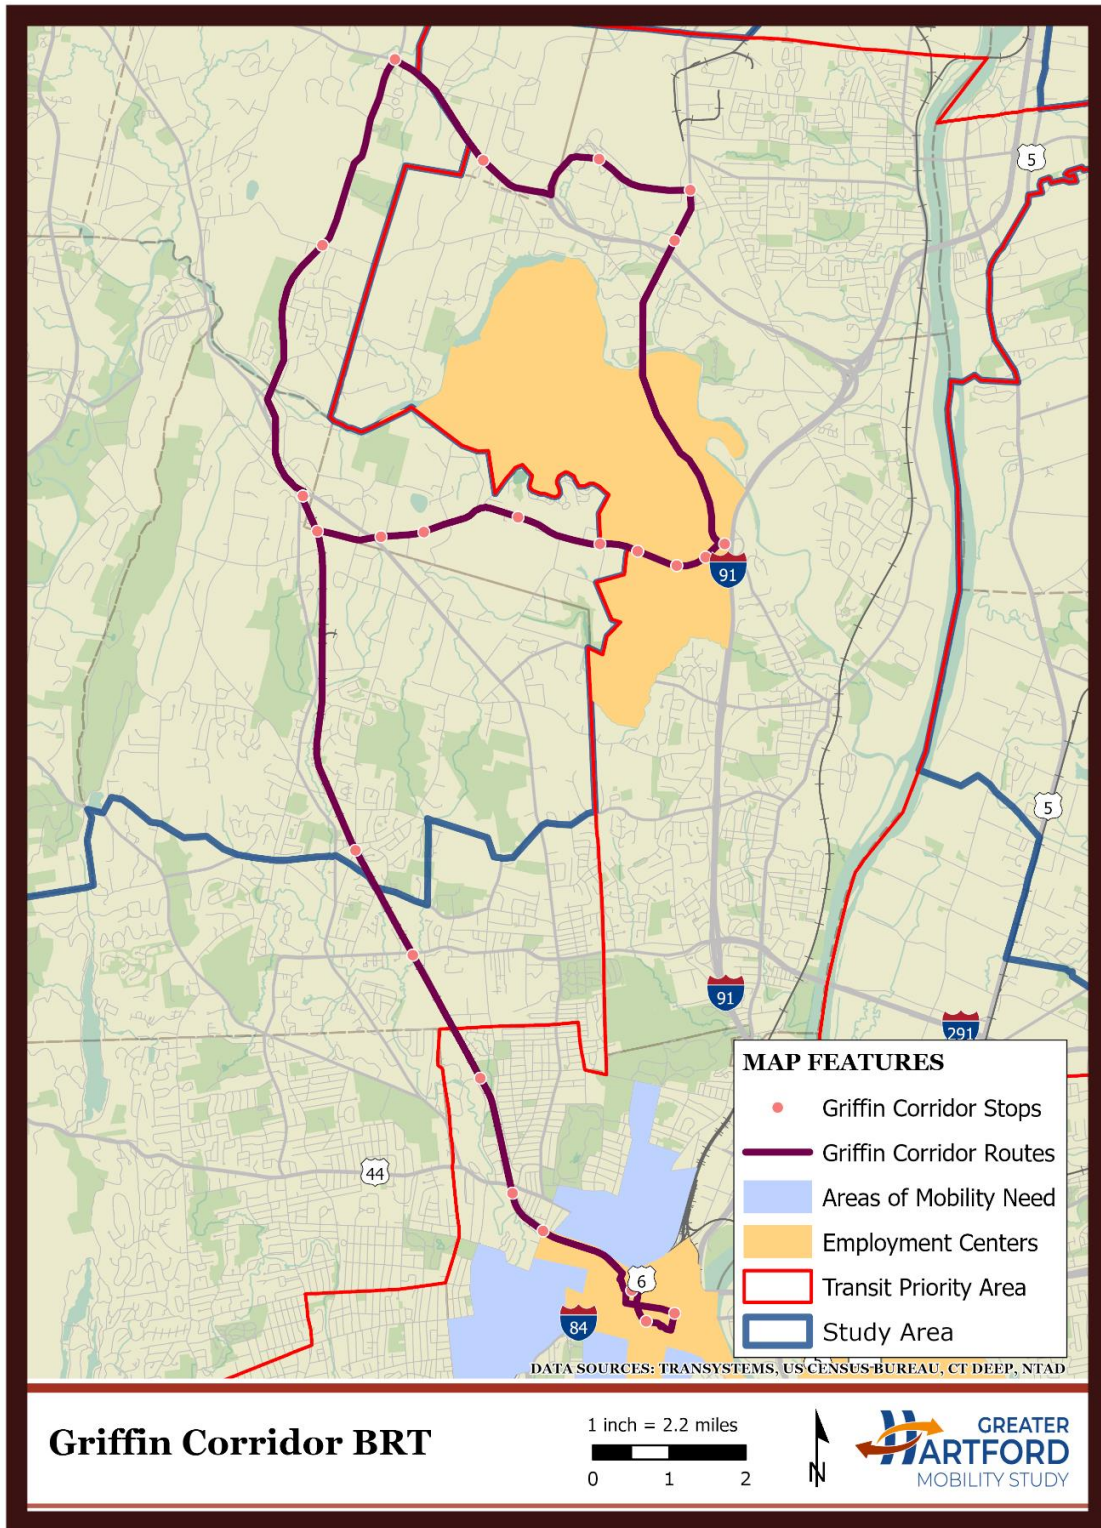 5
91
5
91
291
44
6
84
MAP FEATURES
Griffin Corridor Stops
Griffin Corridor Routes
Areas of Mobility Need
Employment Centers
Transit Priority Area
Study Area
DATA SOURCES: TRANSYSTEMS, US CENSUS BUREAU, CT DEEP, NTAD
Griffin Corridor BRT
1 inch = 2.2 miles
0 1 2
N
GREATER
HARTFORD
MOBILITY STUDY